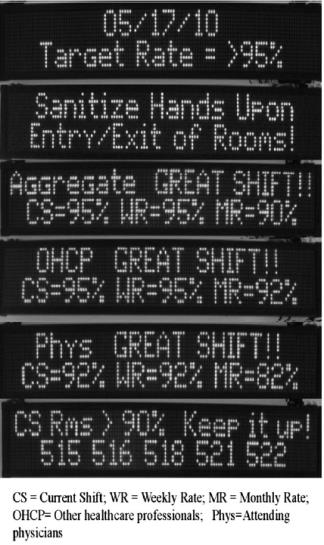 05/17/10
Target Rate = >95%
Sanitize Hands Upon
Entry/Exit of Rooms!
Aggregate GREAT SHIFT!!
CS=95% WR=95% MR=90%
OHCP GREAT SHIFT!!
CS=95% WR=95% MR=92%
Phys GREAT SHIFT!!
CS=92% WR=92% MR=82%
CS Rms > 90% Keep it up!
515 516 518 521 522
CS = Current Shift; WR = Weekly Rate; MR = Monthly Rate;
OHCP= Other healthcare professionals; Phys=Attending
physicians